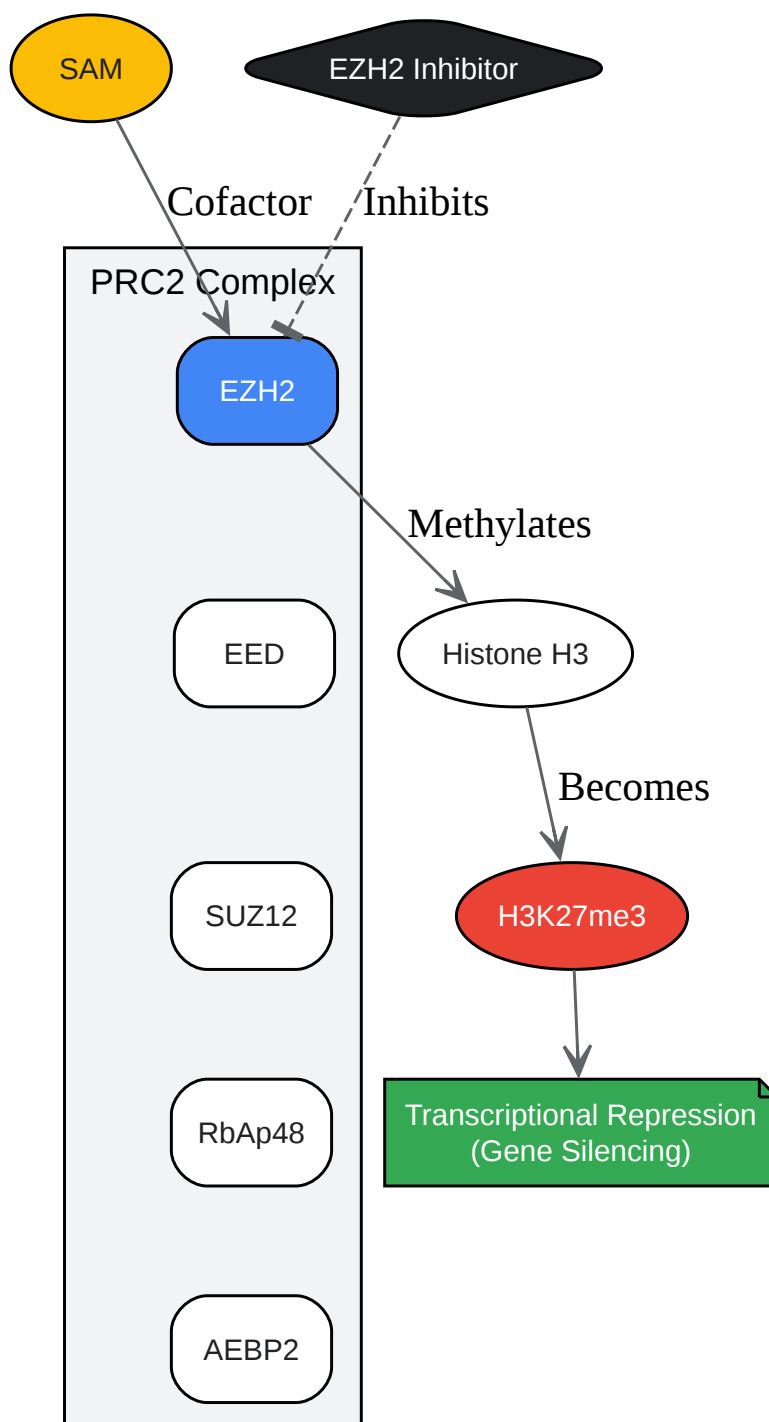 SAM
EZH2 Inhibitor
Cofactor
Inhibits
PRC2 Complex
EZH2
Methylates
EED
Histone H3
Becomes
SUZ12
H3K27me3
RbAp48
Transcriptional Repression
(Gene Silencing)
AEBP2